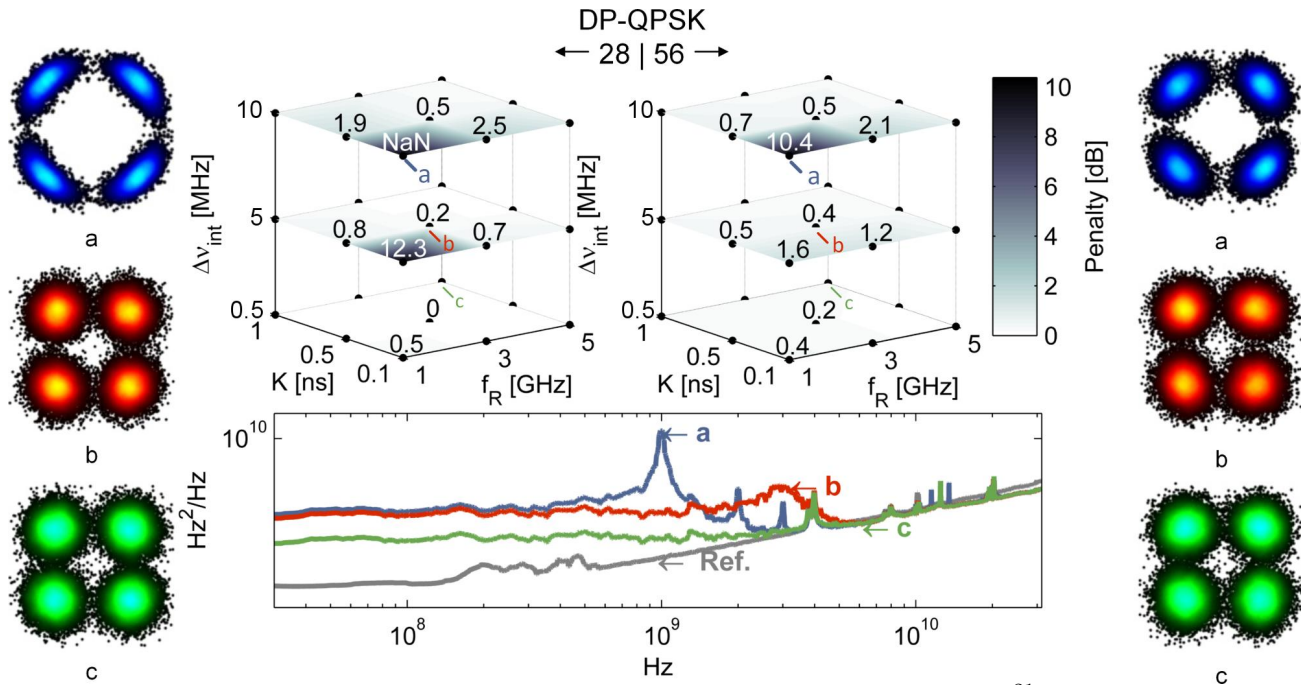 DP-QPSK
28 | 56
a
b
c
10
5
0.5
Δν_int [MHz]
1.9
0.5
NaN
2.5
a
0.8
0.2
b
12.3
0.7
c
0
0.5
1
0.5
0.1
K [ns]
1
3
5
f_R [GHz]
10
5
0.5
Δν_int [MHz]
0.7
0.5
10.4
2.1
a
0.5
0.4
b
1.6
1.2
c
0.2
0.4
1
0.5
0.1
K [ns]
1
3
5
f_R [GHz]
10
8
6
4
2
0
Penalty [dB]
a
b
c
10^10
Hz^2/Hz
a
b
c
Ref.
10^8
10^9
10^10
Hz